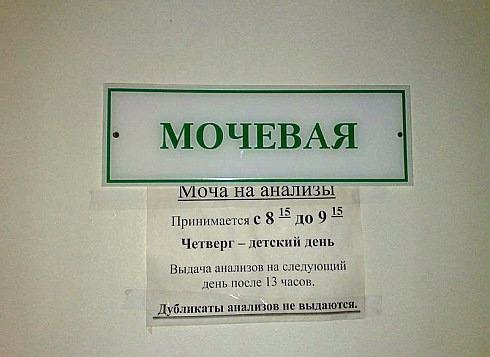 МОЧЕВАЯ
Моча на анализы
Принимается с 8 15 до 9 15
Четверг – детский день
Выдача анализов на следующий
день после 13 часов.
Дубликаты анализов не выдаются.